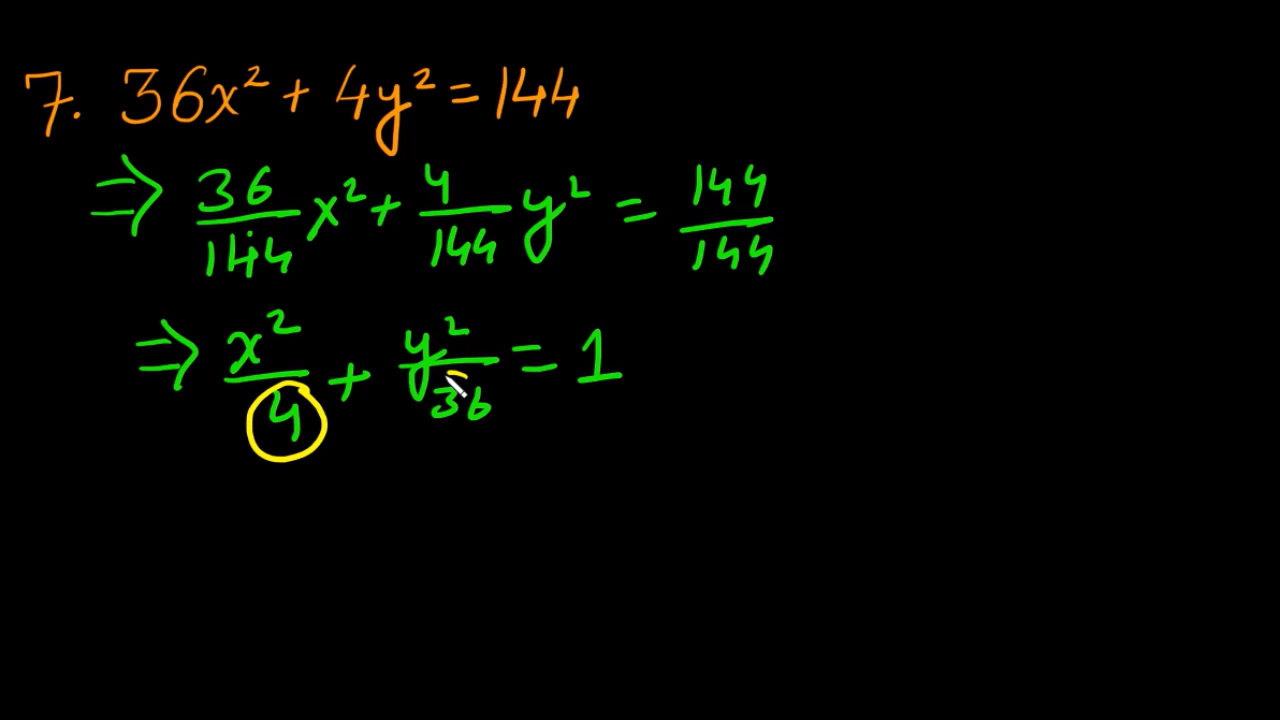 7. 36x² + 4y² = 144
⇒ 36/144 x² + 4/144 y² = 144/144
⇒ x²/4 + y²/36 = 1